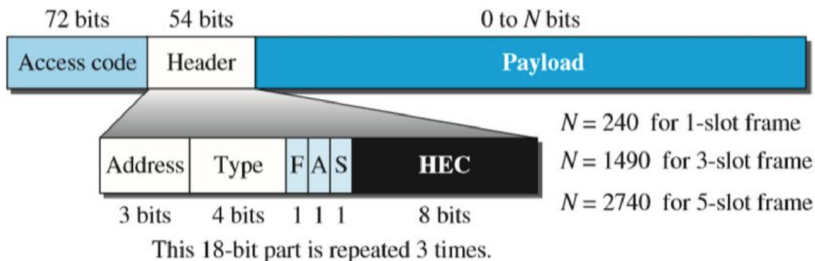 72 bits 54 bits 0 to N bits
Access code Header Payload
N = 240 for 1-slot frame
Address Type F A S HEC
N = 1490 for 3-slot frame
3 bits 4 bits 1 1 1 8 bits
N = 2740 for 5-slot frame
This 18-bit part is repeated 3 times.